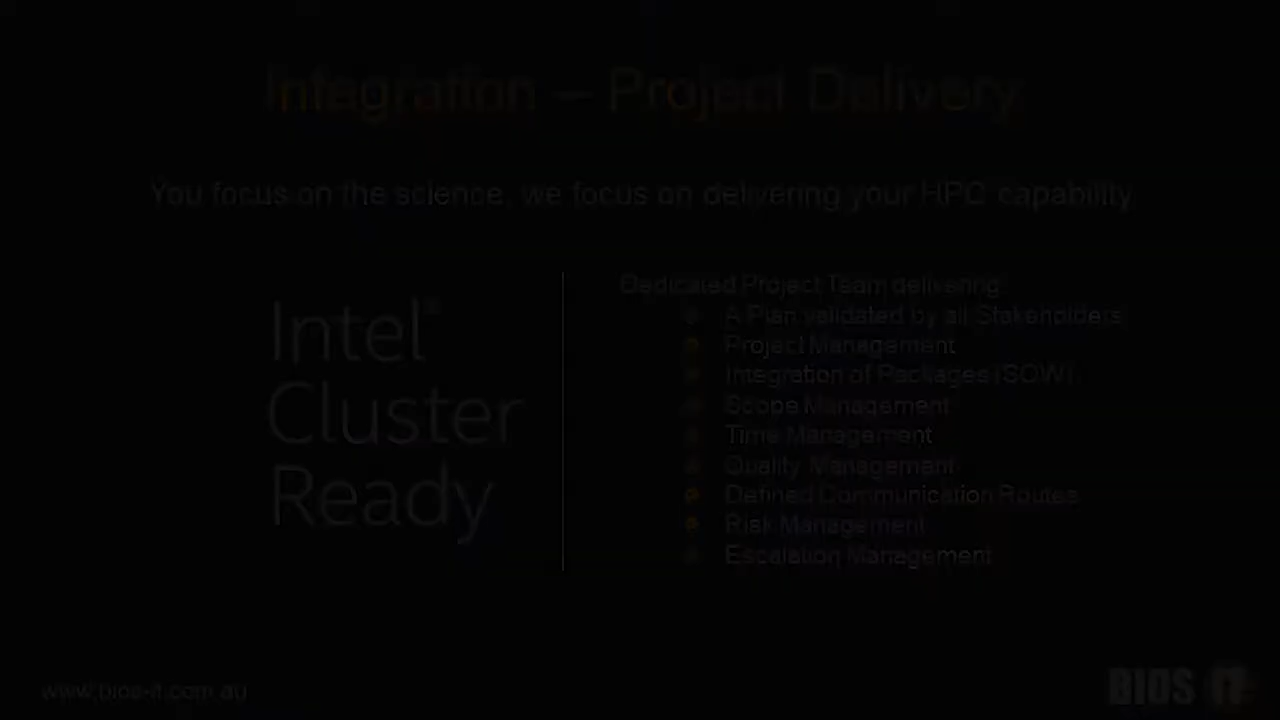 Integration – Project Delivery
You focus on the science, we focus on delivering your HPC capability
Intel®
Cluster
Ready
Dedicated Project Team delivering:
A Plan validated by all Stakeholders
Project Management
Integration of Packages (SOW).
Scope Management
Time Management
Quality Management
Defined Communication Routes
Risk Management
Escalation Management
www.bios-it.com.au
BIOS IT